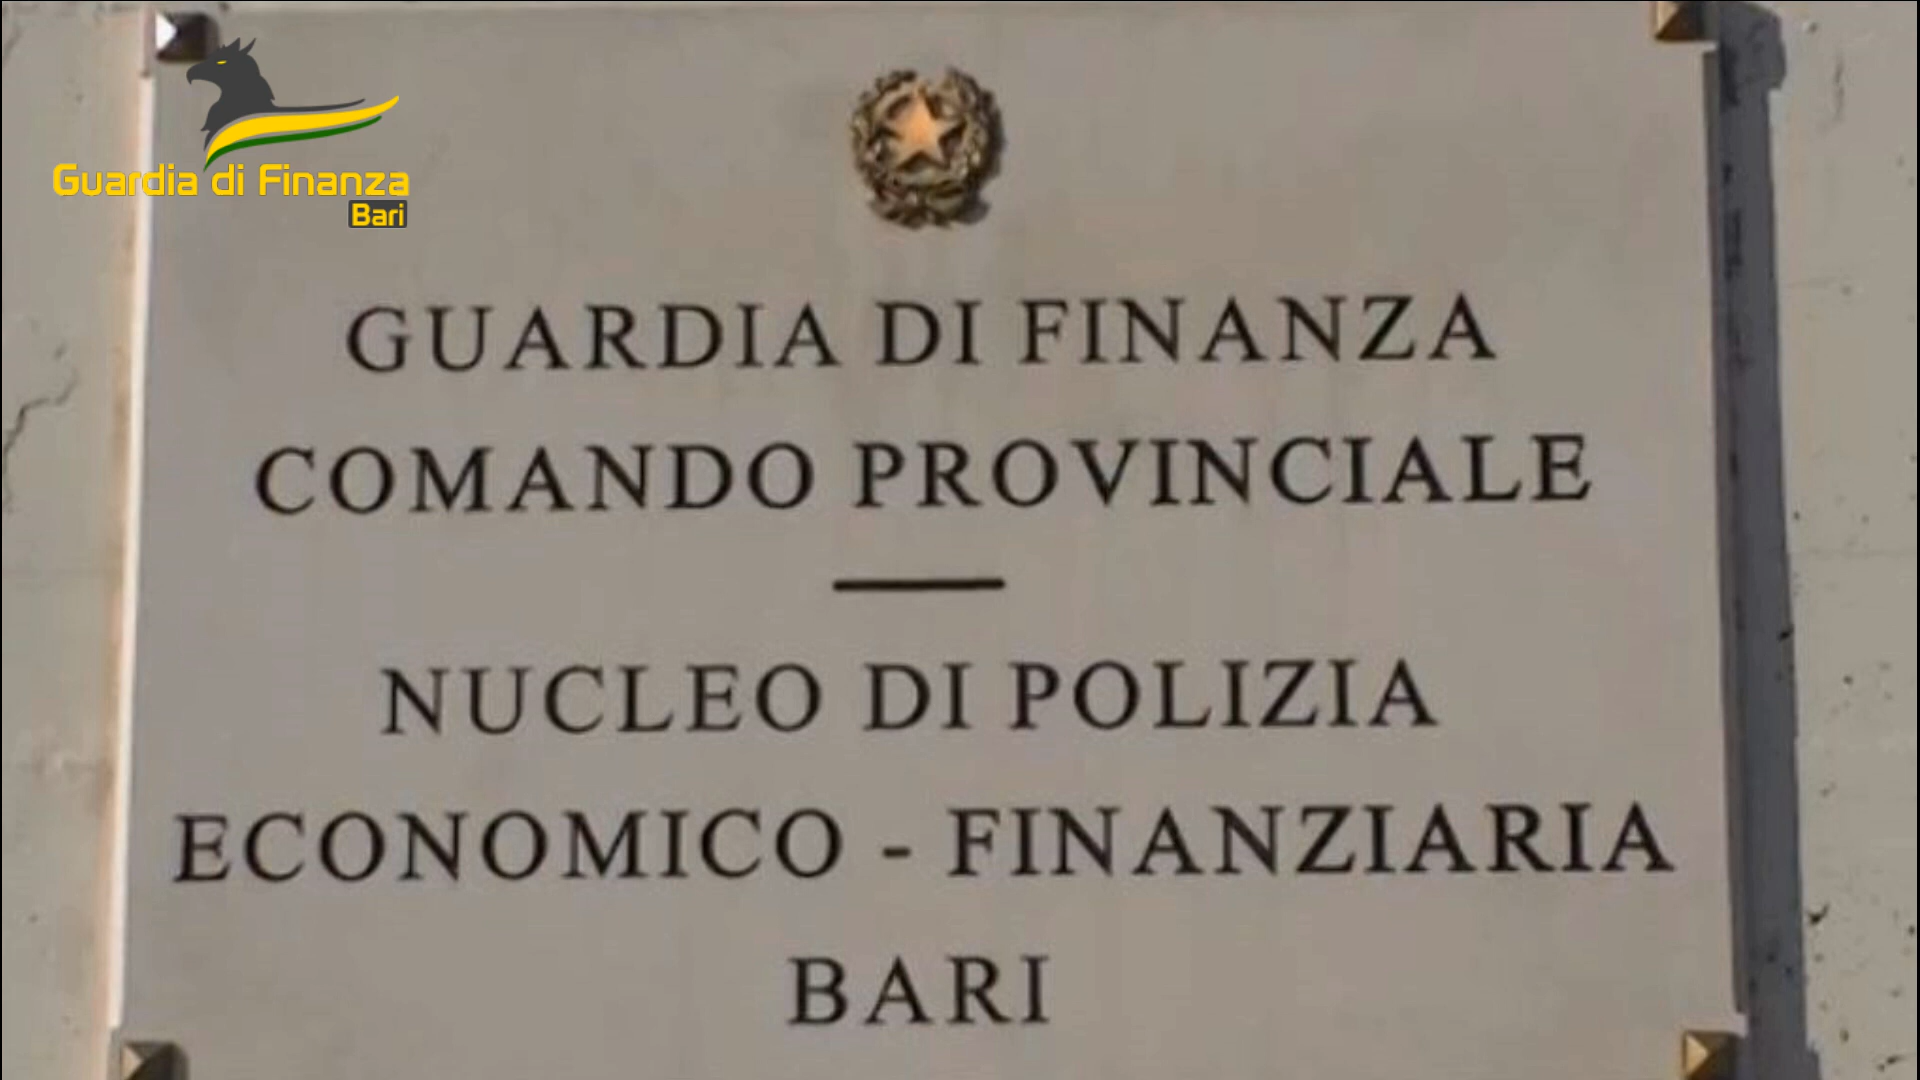 Guardia di Finanza
Bari
GUARDIA DI FINANZA
COMANDO PROVINCIALE
NUCLEO DI POLIZIA
ECONOMICO - FINANZIARIA
BARI